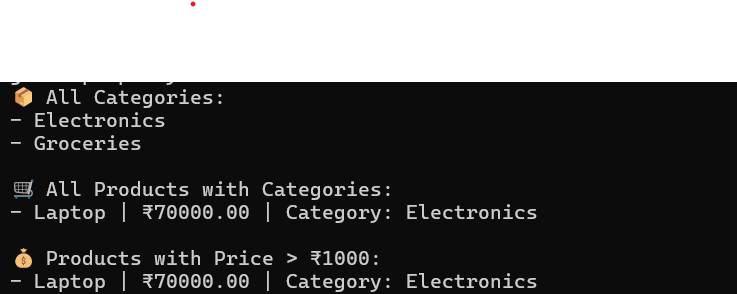 📦 All Categories:
- Electronics
- Groceries
🛒 All Products with Categories:
- Laptop | ₹70000.00 | Category: Electronics
💰 Products with Price > ₹1000:
- Laptop | ₹70000.00 | Category: Electronics